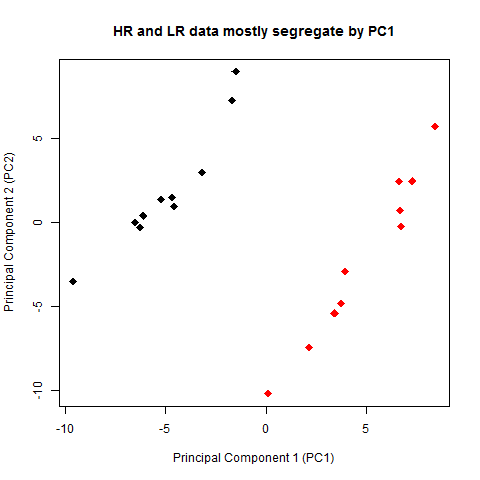 HR and LR data mostly segregate by PC1
Principal Component 2 (PC2)
5
0
-5
-10
-10
-5
0
5
Principal Component 1 (PC1)